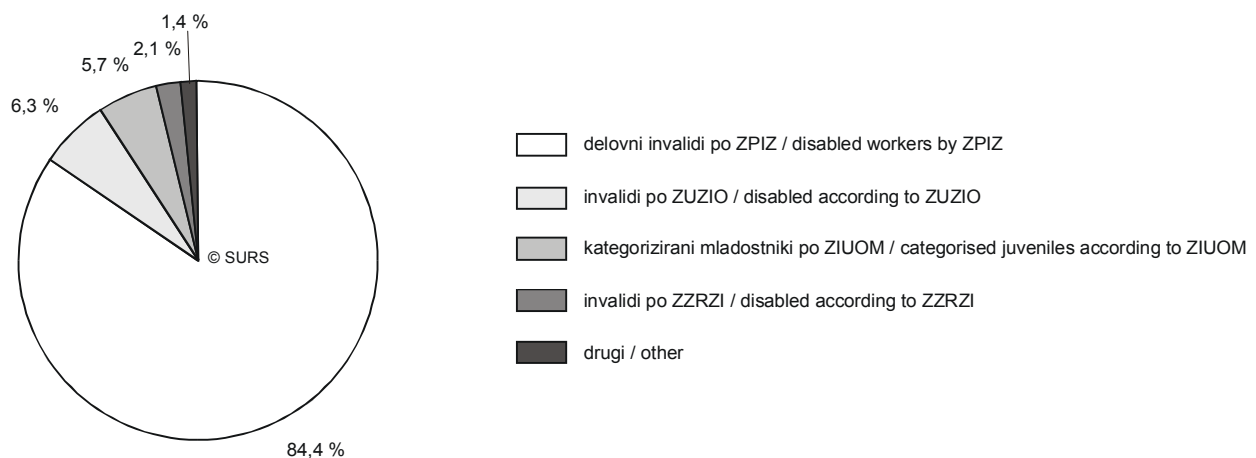 1,4 %
2,1 %
5,7 %
6,3 %
84,4 %
© SURS
delovni invalidi po ZPIZ / disabled workers by ZPIZ
invalidi po ZUZIO / disabled according to ZUZIO
kategorizirani mladostniki po ZIUOM / categorised juveniles according to ZIUOM
invalidi po ZZRZI / disabled according to ZZRZI
drugi / other